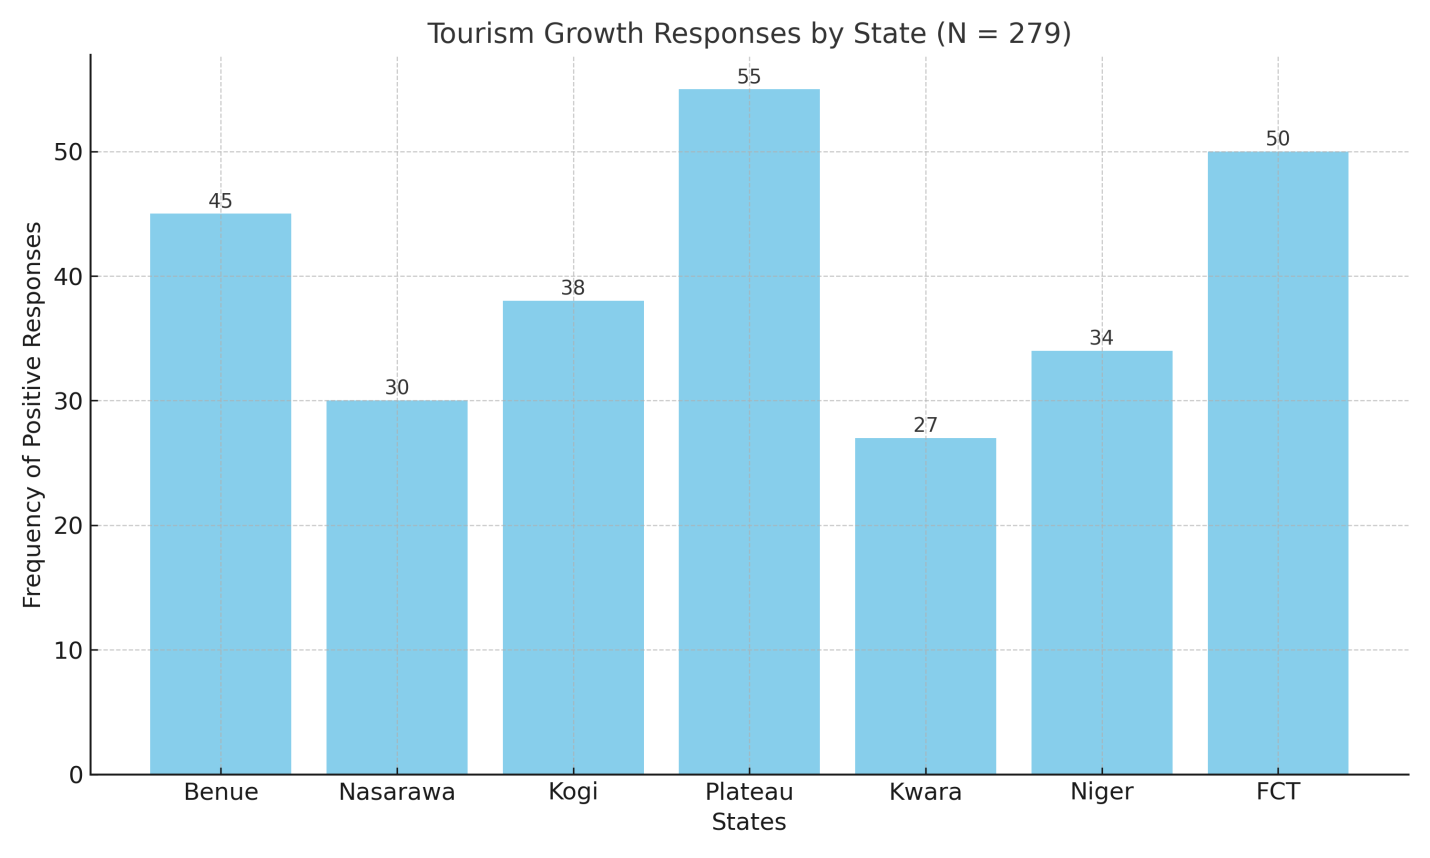 Tourism Growth Responses by State (N = 279)
Frequency of Positive Responses
50
40
30
20
10
0
45
30
38
55
27
34
50
Benue
Nasarawa
Kogi
Plateau
Kwara
Niger
FCT
States